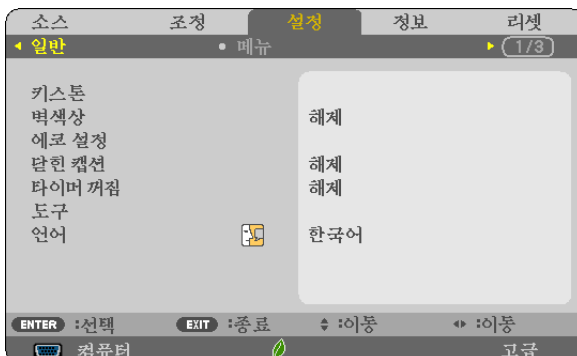 소스 조정 설정 정보 리셋
일반 메뉴 1/3
키스톤
벽색상 해제
에코 설정
닫힌 캡션 해제
타이머 꺼짐 해제
도구
언어 한국어
ENTER :선택 EXIT :종료 :이동 :이동
컴퓨터 고급